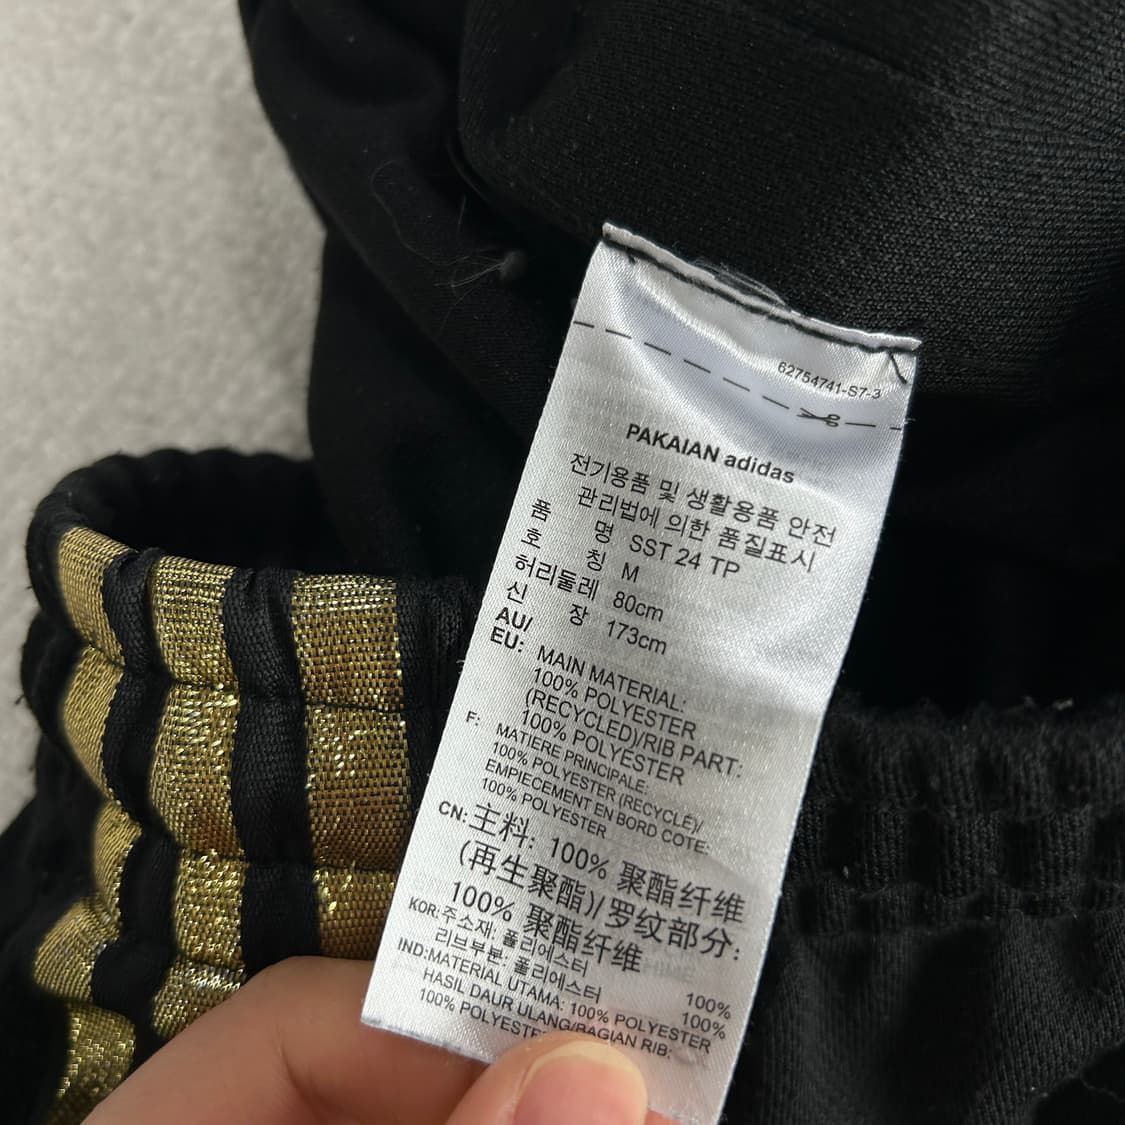 62754741-S7-3
PAKAIAN adidas
전기용품 및 생활용품 안전
관리법에 의한 품질표시
품 명 SST 24 TP
호 칭 M
허리둘레 80cm
신 장 173cm
AU/
EU: MAIN MATERIAL:
100% POLYESTER
(RECYCLED)/RIB PART:
100% POLYESTER
F: MATIERE PRINCIPALE:
100% POLYESTER (RECYCLE)/
EMPIECEMENT EN BORD COTE:
100% POLYESTER
CN: 主料: 100% 聚酯纤维
(再生聚酯)/罗纹部分:
100% 聚酯纤维
KOR: 주소재, 폴리에스터 100%
리브부분, 폴리에스터 100%
IND: MATERIAL UTAMA: 100% POLYESTER
HASIL DAUR ULANG/BAGIAN RIB:
100% POLYESTE